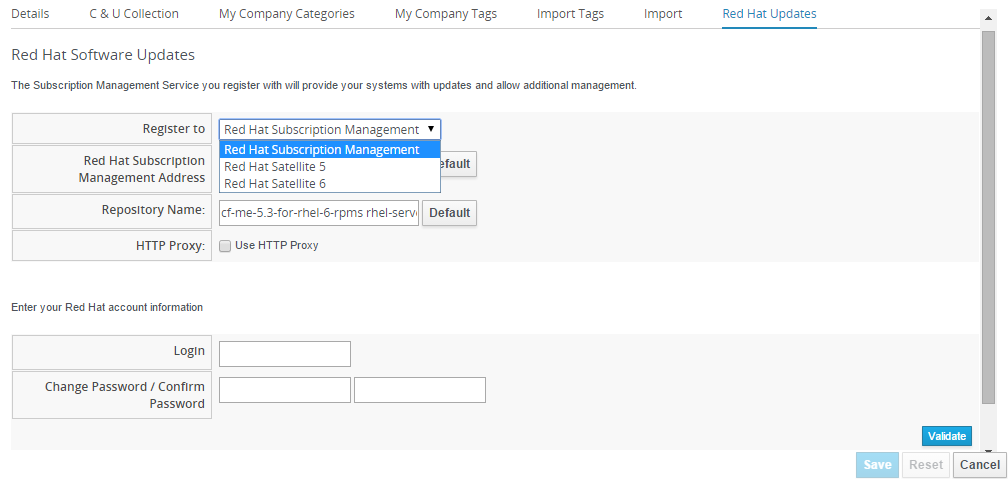 Details C & U Collection My Company Categories My Company Tags Import Tags Import Red Hat Updates
Red Hat Software Updates
The Subscription Management Service you register with will provide your systems with updates and allow additional management.
Register to Red Hat Subscription Management
Red Hat Subscription Management
Red Hat Satellite 5
Red Hat Satellite 6
Red Hat Subscription
Management Address efault
Repository Name: cf-me-5.3-for-rhel-6-rpms rhel-serv Default
HTTP Proxy: Use HTTP Proxy
Enter your Red Hat account information
Login
Change Password / Confirm
Password
Validate
Save Reset Cancel